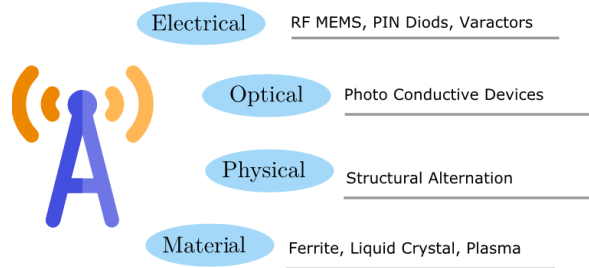 Electrical RF MEMS, PIN Diods, Varactors
Optical Photo Conductive Devices
Physical Structural Alternation
Material Ferrite, Liquid Crystal, Plasma